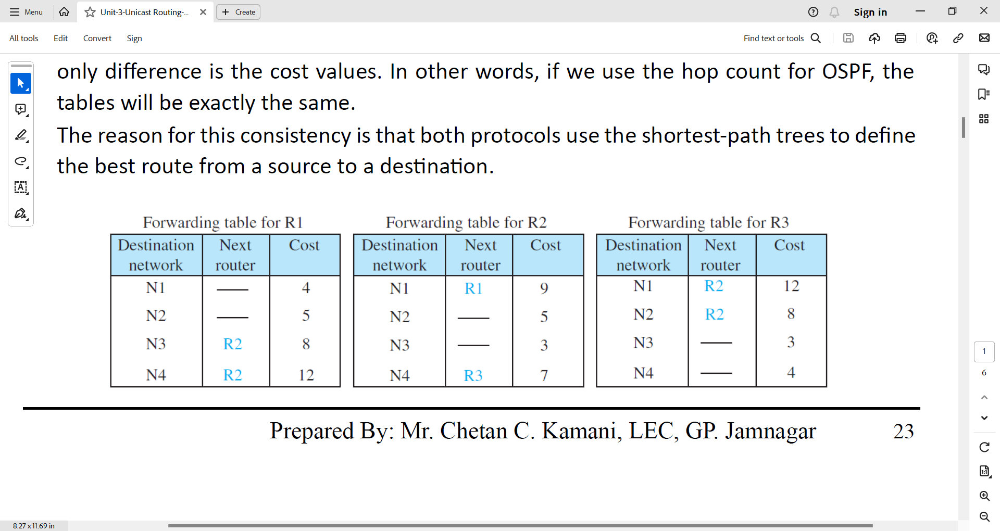 Menu
Unit-3-Unicast Routing-...
+ Create
Sign in
All tools
Edit
Convert
Sign
Find text or tools
only difference is the cost values. In other words, if we use the hop count for OSPF, the
tables will be exactly the same.
The reason for this consistency is that both protocols use the shortest-path trees to define
the best route from a source to a destination.
Forwarding table for R1
Destination network Next router Cost
N1 —— 4
N2 —— 5
N3 R2 8
N4 R2 12
Forwarding table for R2
Destination network Next router Cost
N1 R1 9
N2 —— 5
N3 —— 3
N4 R3 7
Forwarding table for R3
Destination network Next router Cost
N1 R2 12
N2 R2 8
N3 —— 3
N4 —— 4
Prepared By: Mr. Chetan C. Kamani, LEC, GP. Jamnagar 23
1
6
1:1
8.27 x 11.69 in